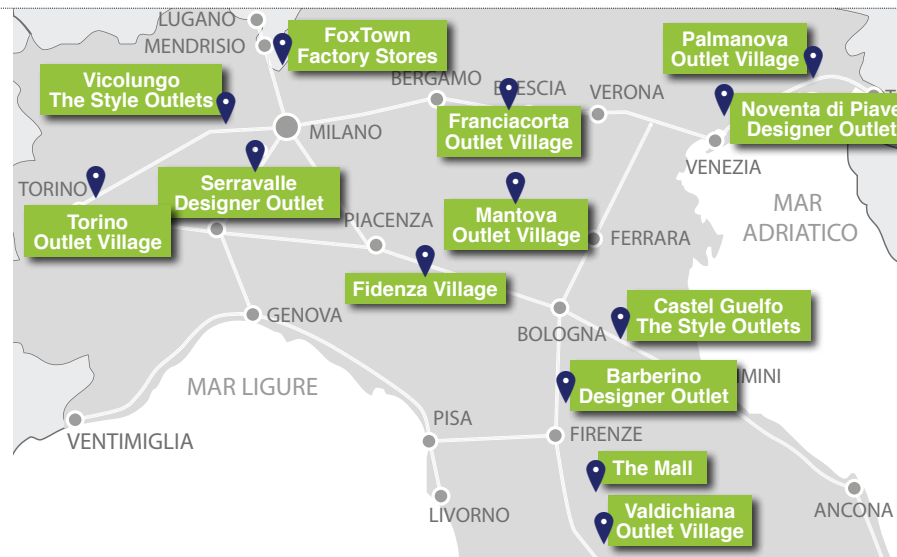 LUGANO
MENDRISIO
FoxTown
Factory Stores
Palmanova
Outlet Village
Vicolungo
The Style Outlets
BERGAMO
VERONA
Franciacorta
Outlet Village
Noventa di Piave
Designer Outlet
MILANO
VENEZIA
TORINO
Serravalle
Designer Outlet
Torino
Outlet Village
PIACENZA
Mantova
Outlet Village
FERRARA
MAR
ADRIATICO
Fidenza Village
GENOVA
BOLOGNA
Castel Guelfo
The Style Outlets
MAR LIGURE
Barberino
Designer Outlet
IMINI
PISA
FIRENZE
VENTIMIGLIA
The Mall
LIVORNO
Valdichiana
Outlet Village
ANCONA